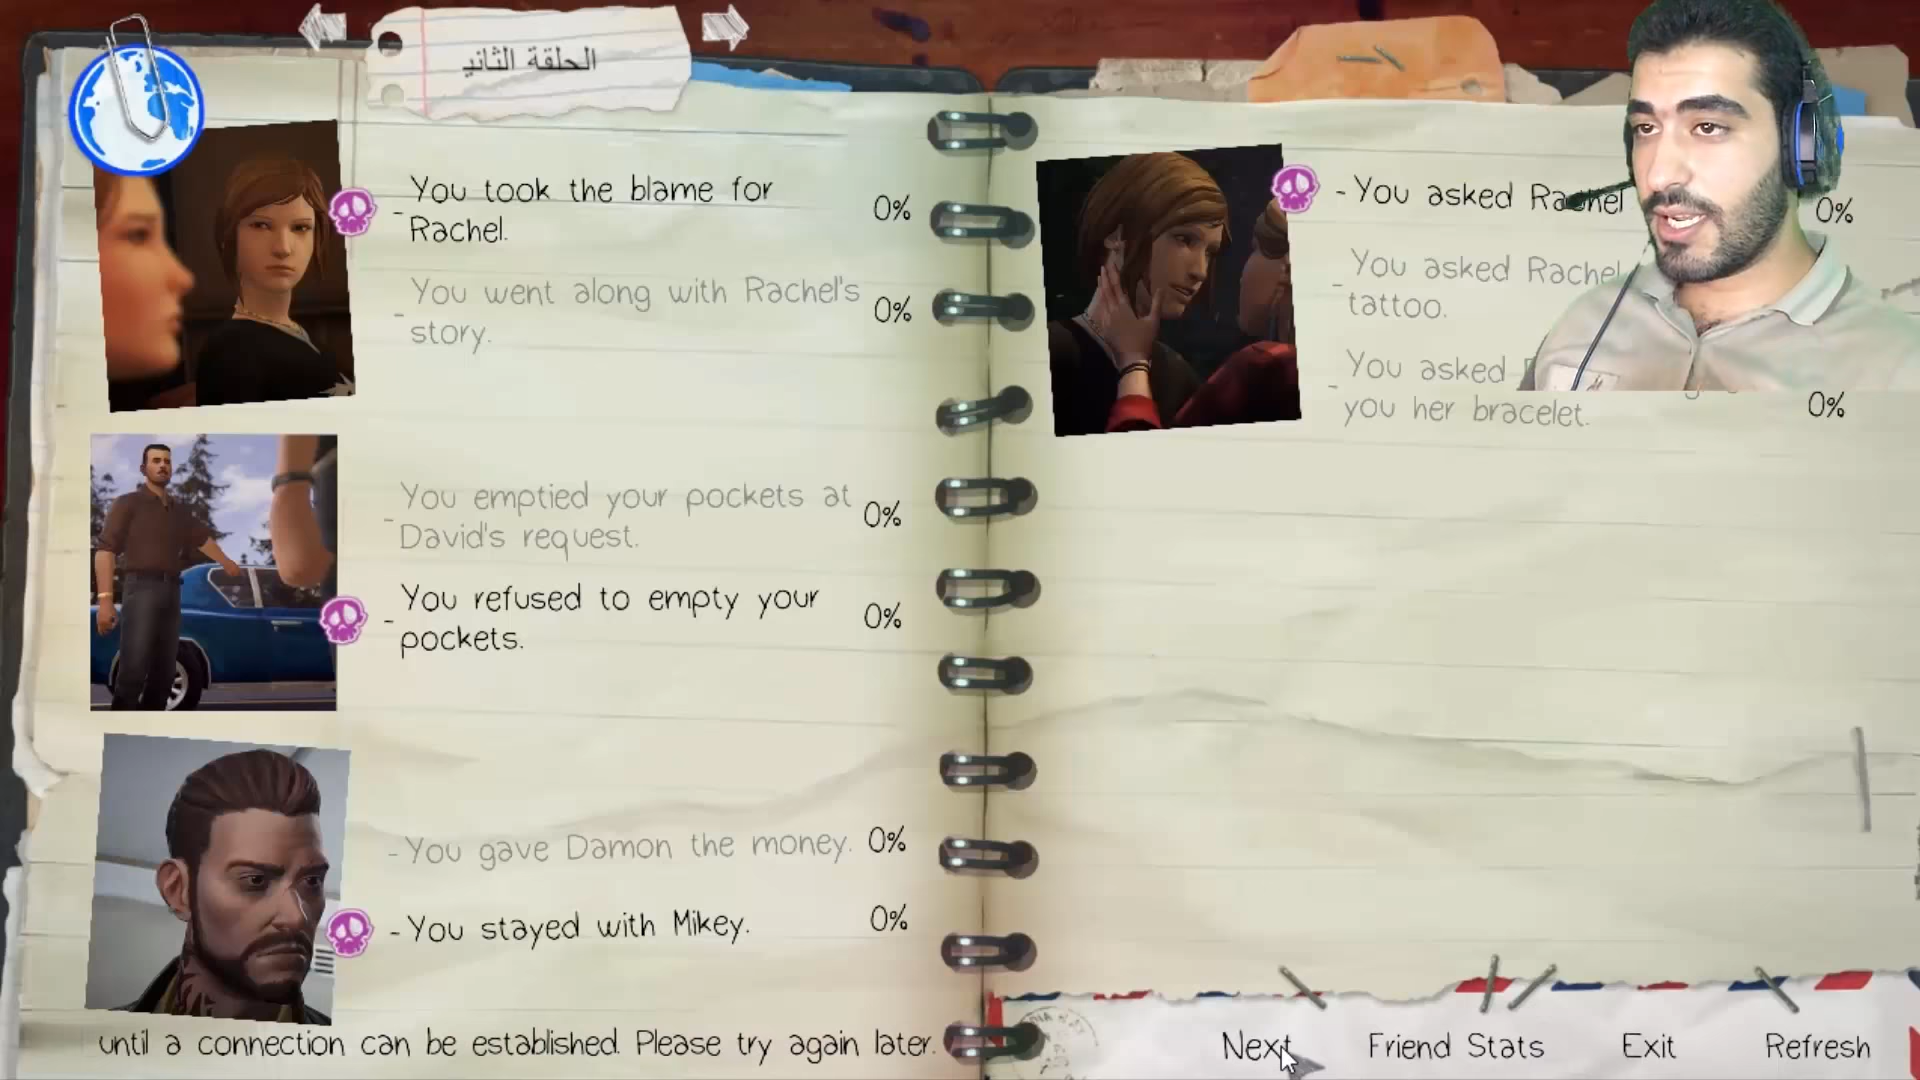 الحلقة الثاني
You took the blame for
Rachel.
0%
You went along with Rachel's
story.
0%
You emptied your pockets at
David's request.
0%
You refused to empty your
pockets.
0%
-You gave Damon the money.
0%
-You stayed with Mikey.
0%
until a connection can be established. Please try again later.
-You asked Rachel
0%
You asked Rachel
tattoo.
You asked
you her bracelet.
0%
Next
Friend Stats
Exit
Refresh